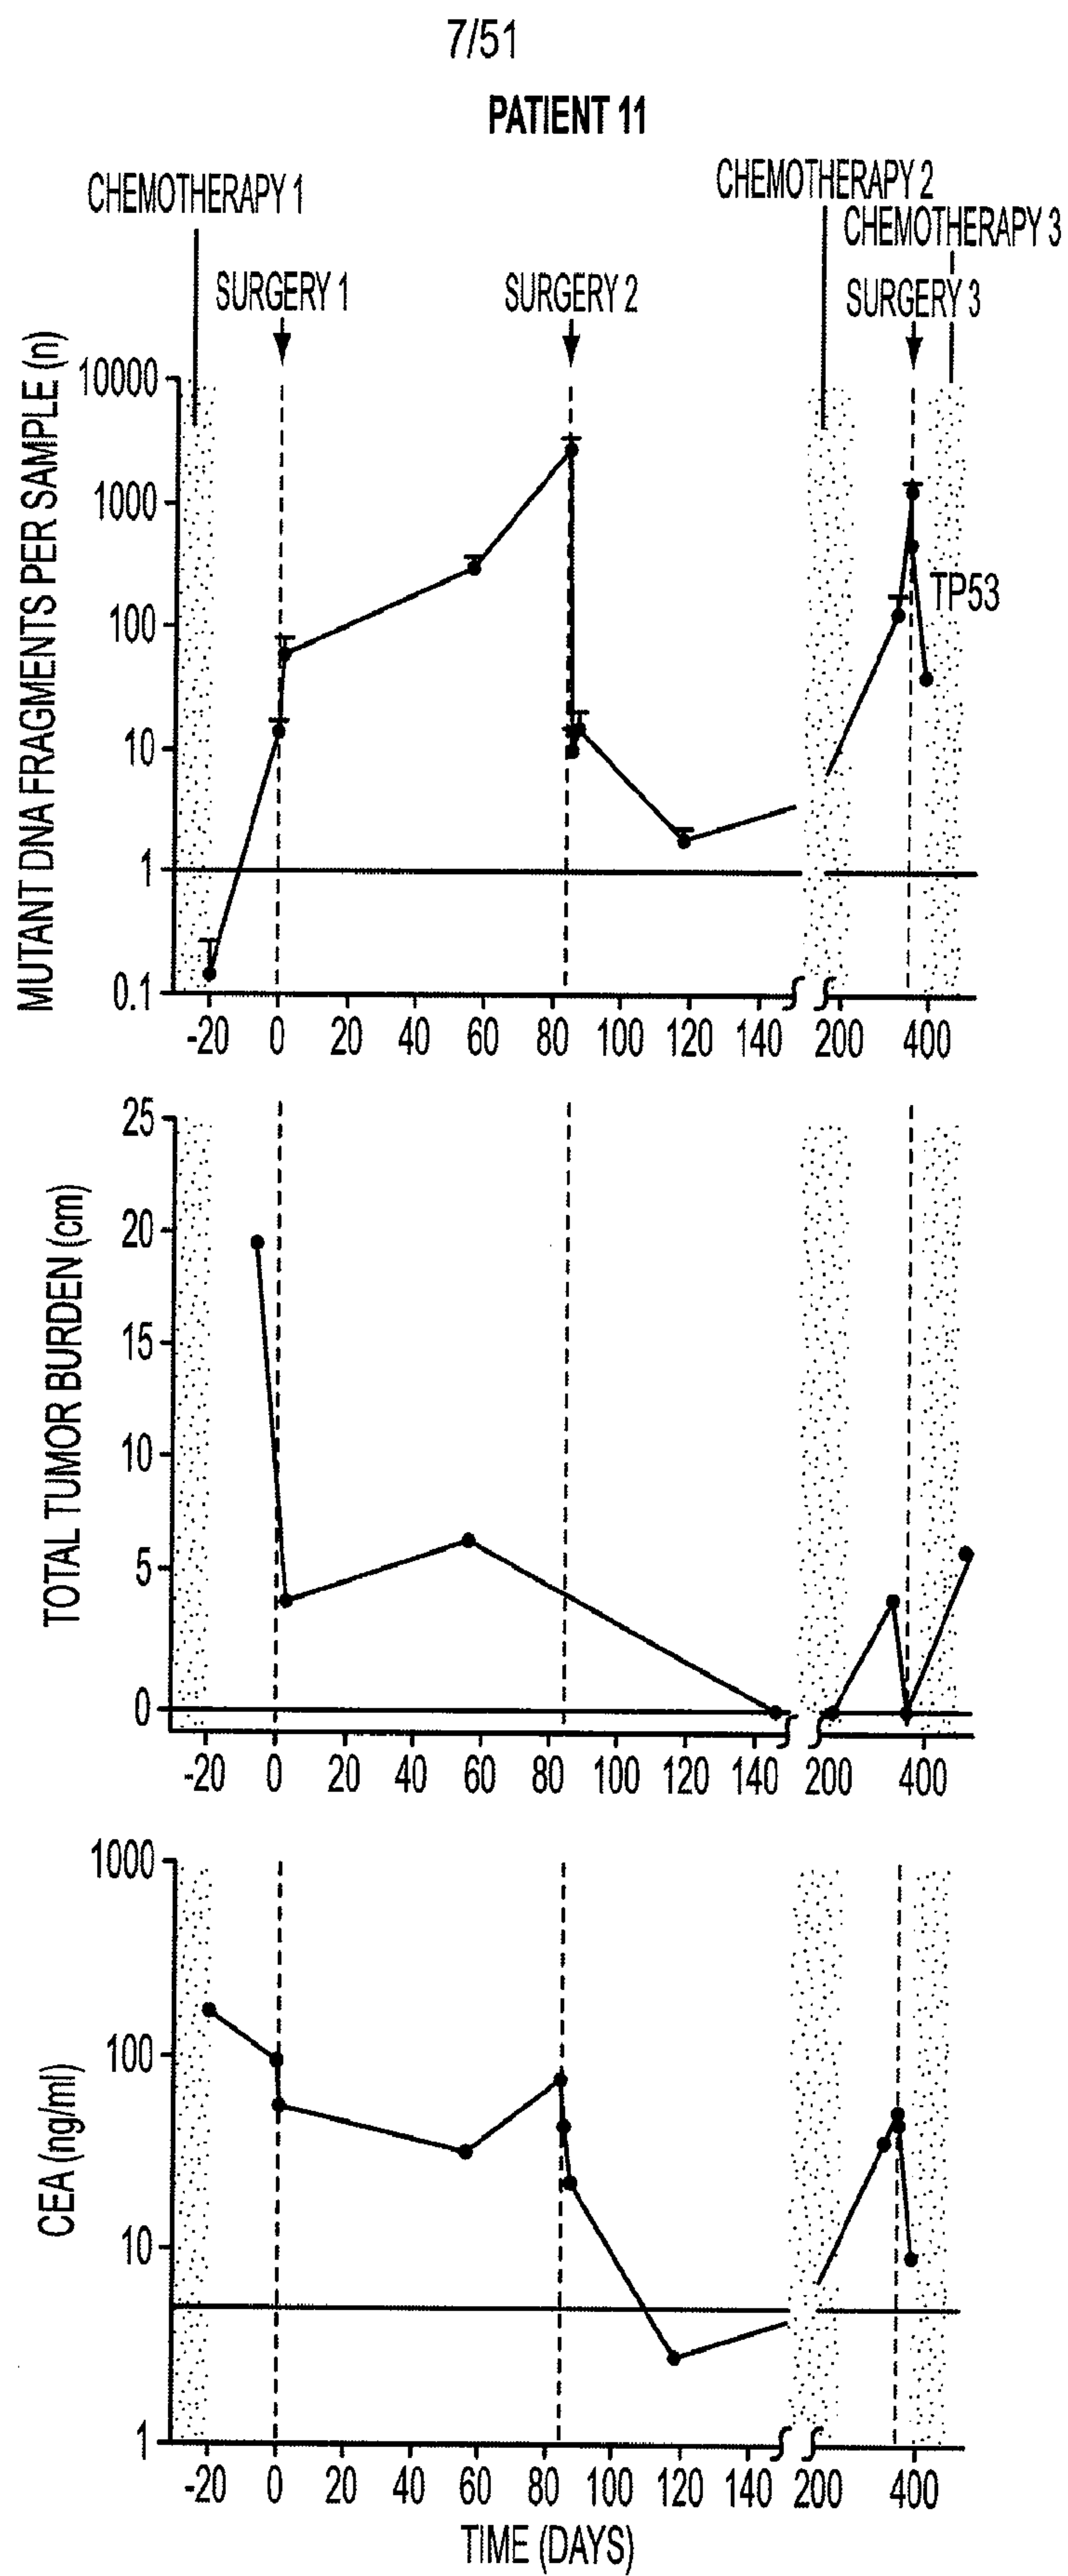 7/51
PATIENT 11
CHEMOTHERAPY 1
CHEMOTHERAPY 2
CHEMOTHERAPY 3
SURGERY 1
SURGERY 2
SURGERY 3
MUTANT DNA FRAGMENTS PER SAMPLE (n)
10000
1000
100
10
1
0.1
TP53
-20 0 20 40 60 80 100 120 140 200 400
TOTAL TUMOR BURDEN (cm)
25
20
15
10
5
0
-20 0 20 40 60 80 100 120 140 200 400
CEA (ng/ml)
1000
100
10
1
-20 0 20 40 60 80 100 120 140 200 400
TIME (DAYS)